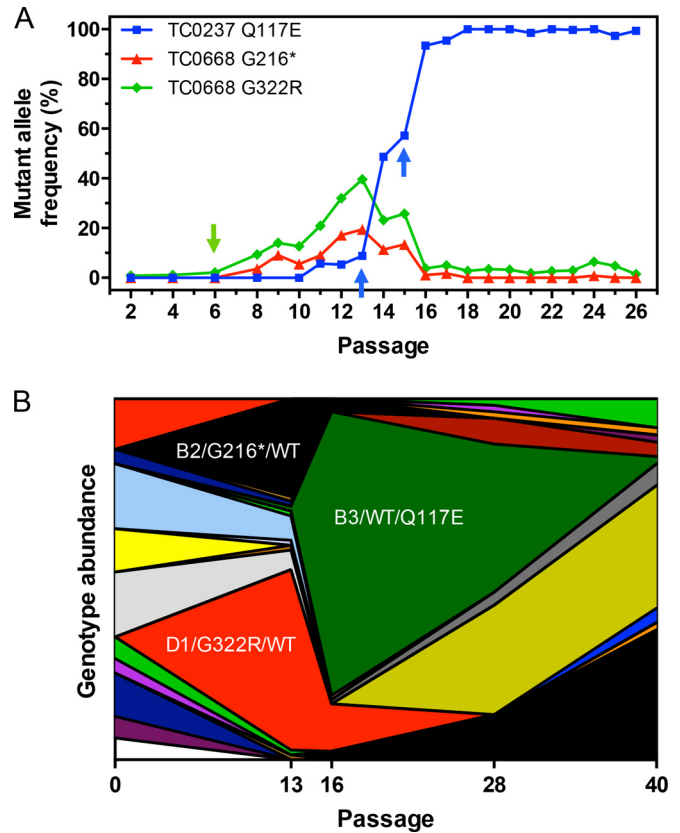 A
TC0237 Q117E
TC0668 G216*
TC0668 G322R
Mutant allele
frequency (%)
100
80
60
40
20
0
2 4 6 8 10 12 14 16 18 20 22 24 26
Passage
B
Genotype abundance
B2/G216*/WT
B3/WT/Q117E
D1/G322R/WT
0 13 16 28 40
Passage